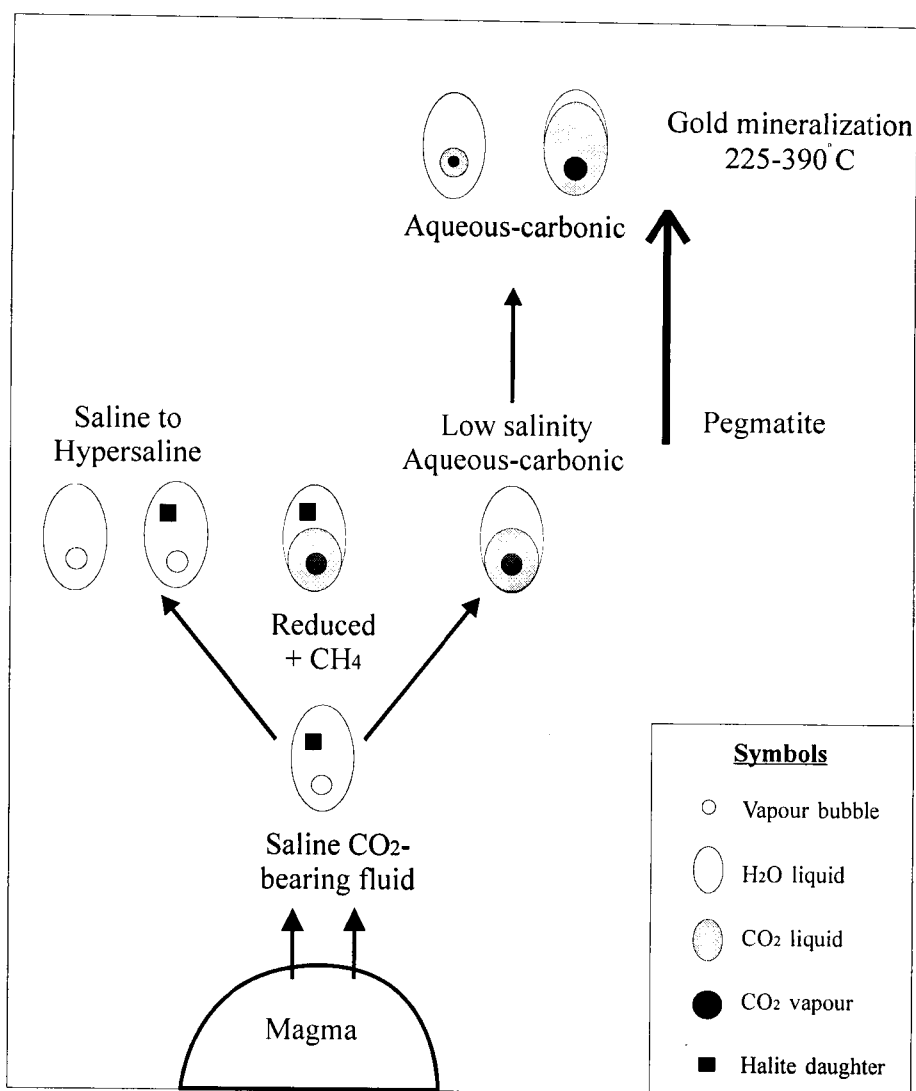 Gold mineralization
225-390°C
Aqueous-carbonic
Saline to
Hypersaline
Low salinity
Aqueous-carbonic
Pegmatite
Reduced
+ CH4
Saline CO2-
bearing fluid
Magma
Symbols
Vapour bubble
H2O liquid
CO2 liquid
CO2 vapour
Halite daughter